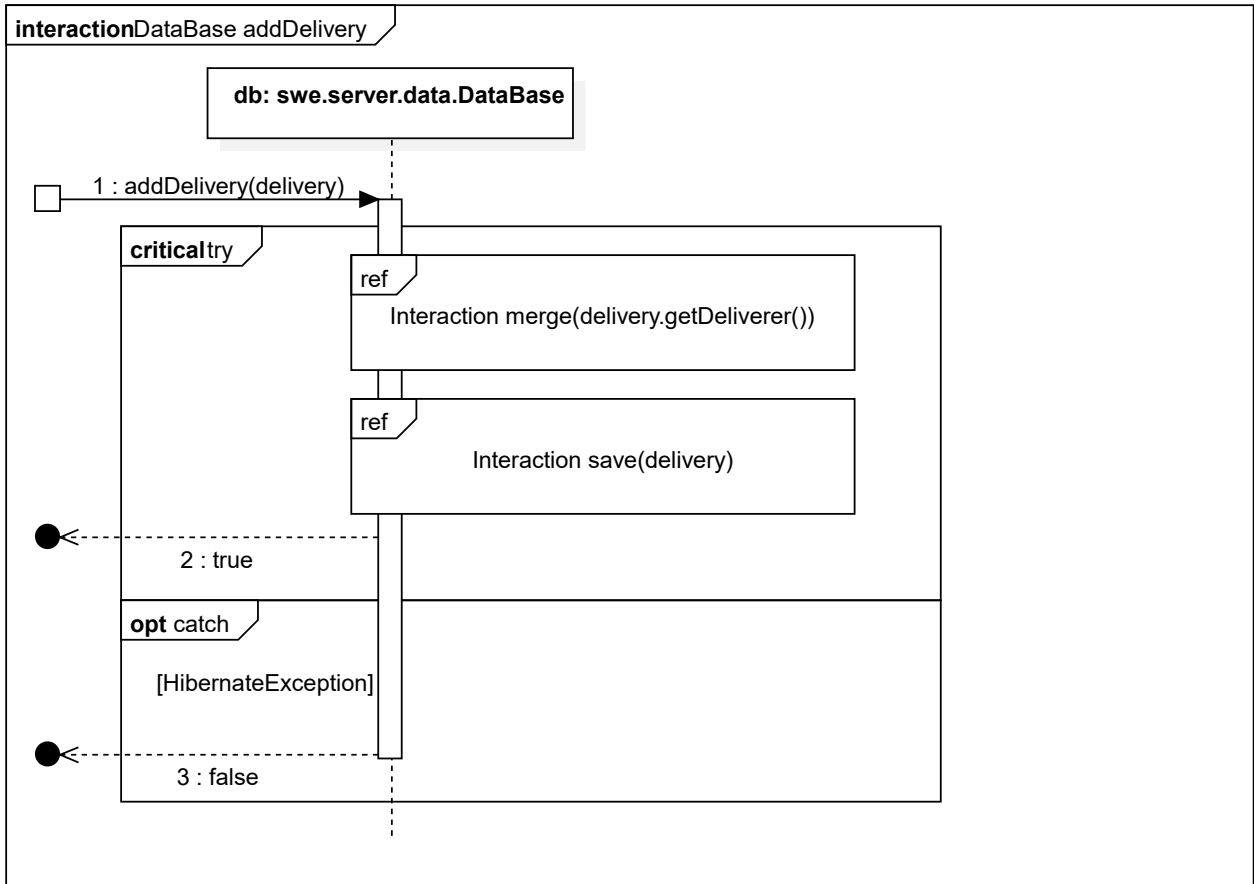 interactionDataBase addDelivery
db: swe.server.data.DataBase
1 : addDelivery(delivery)
criticaltry
ref
Interaction merge(delivery.getDeliverer())
ref
Interaction save(delivery)
2 : true
opt catch
[HibernateException]
3 : false